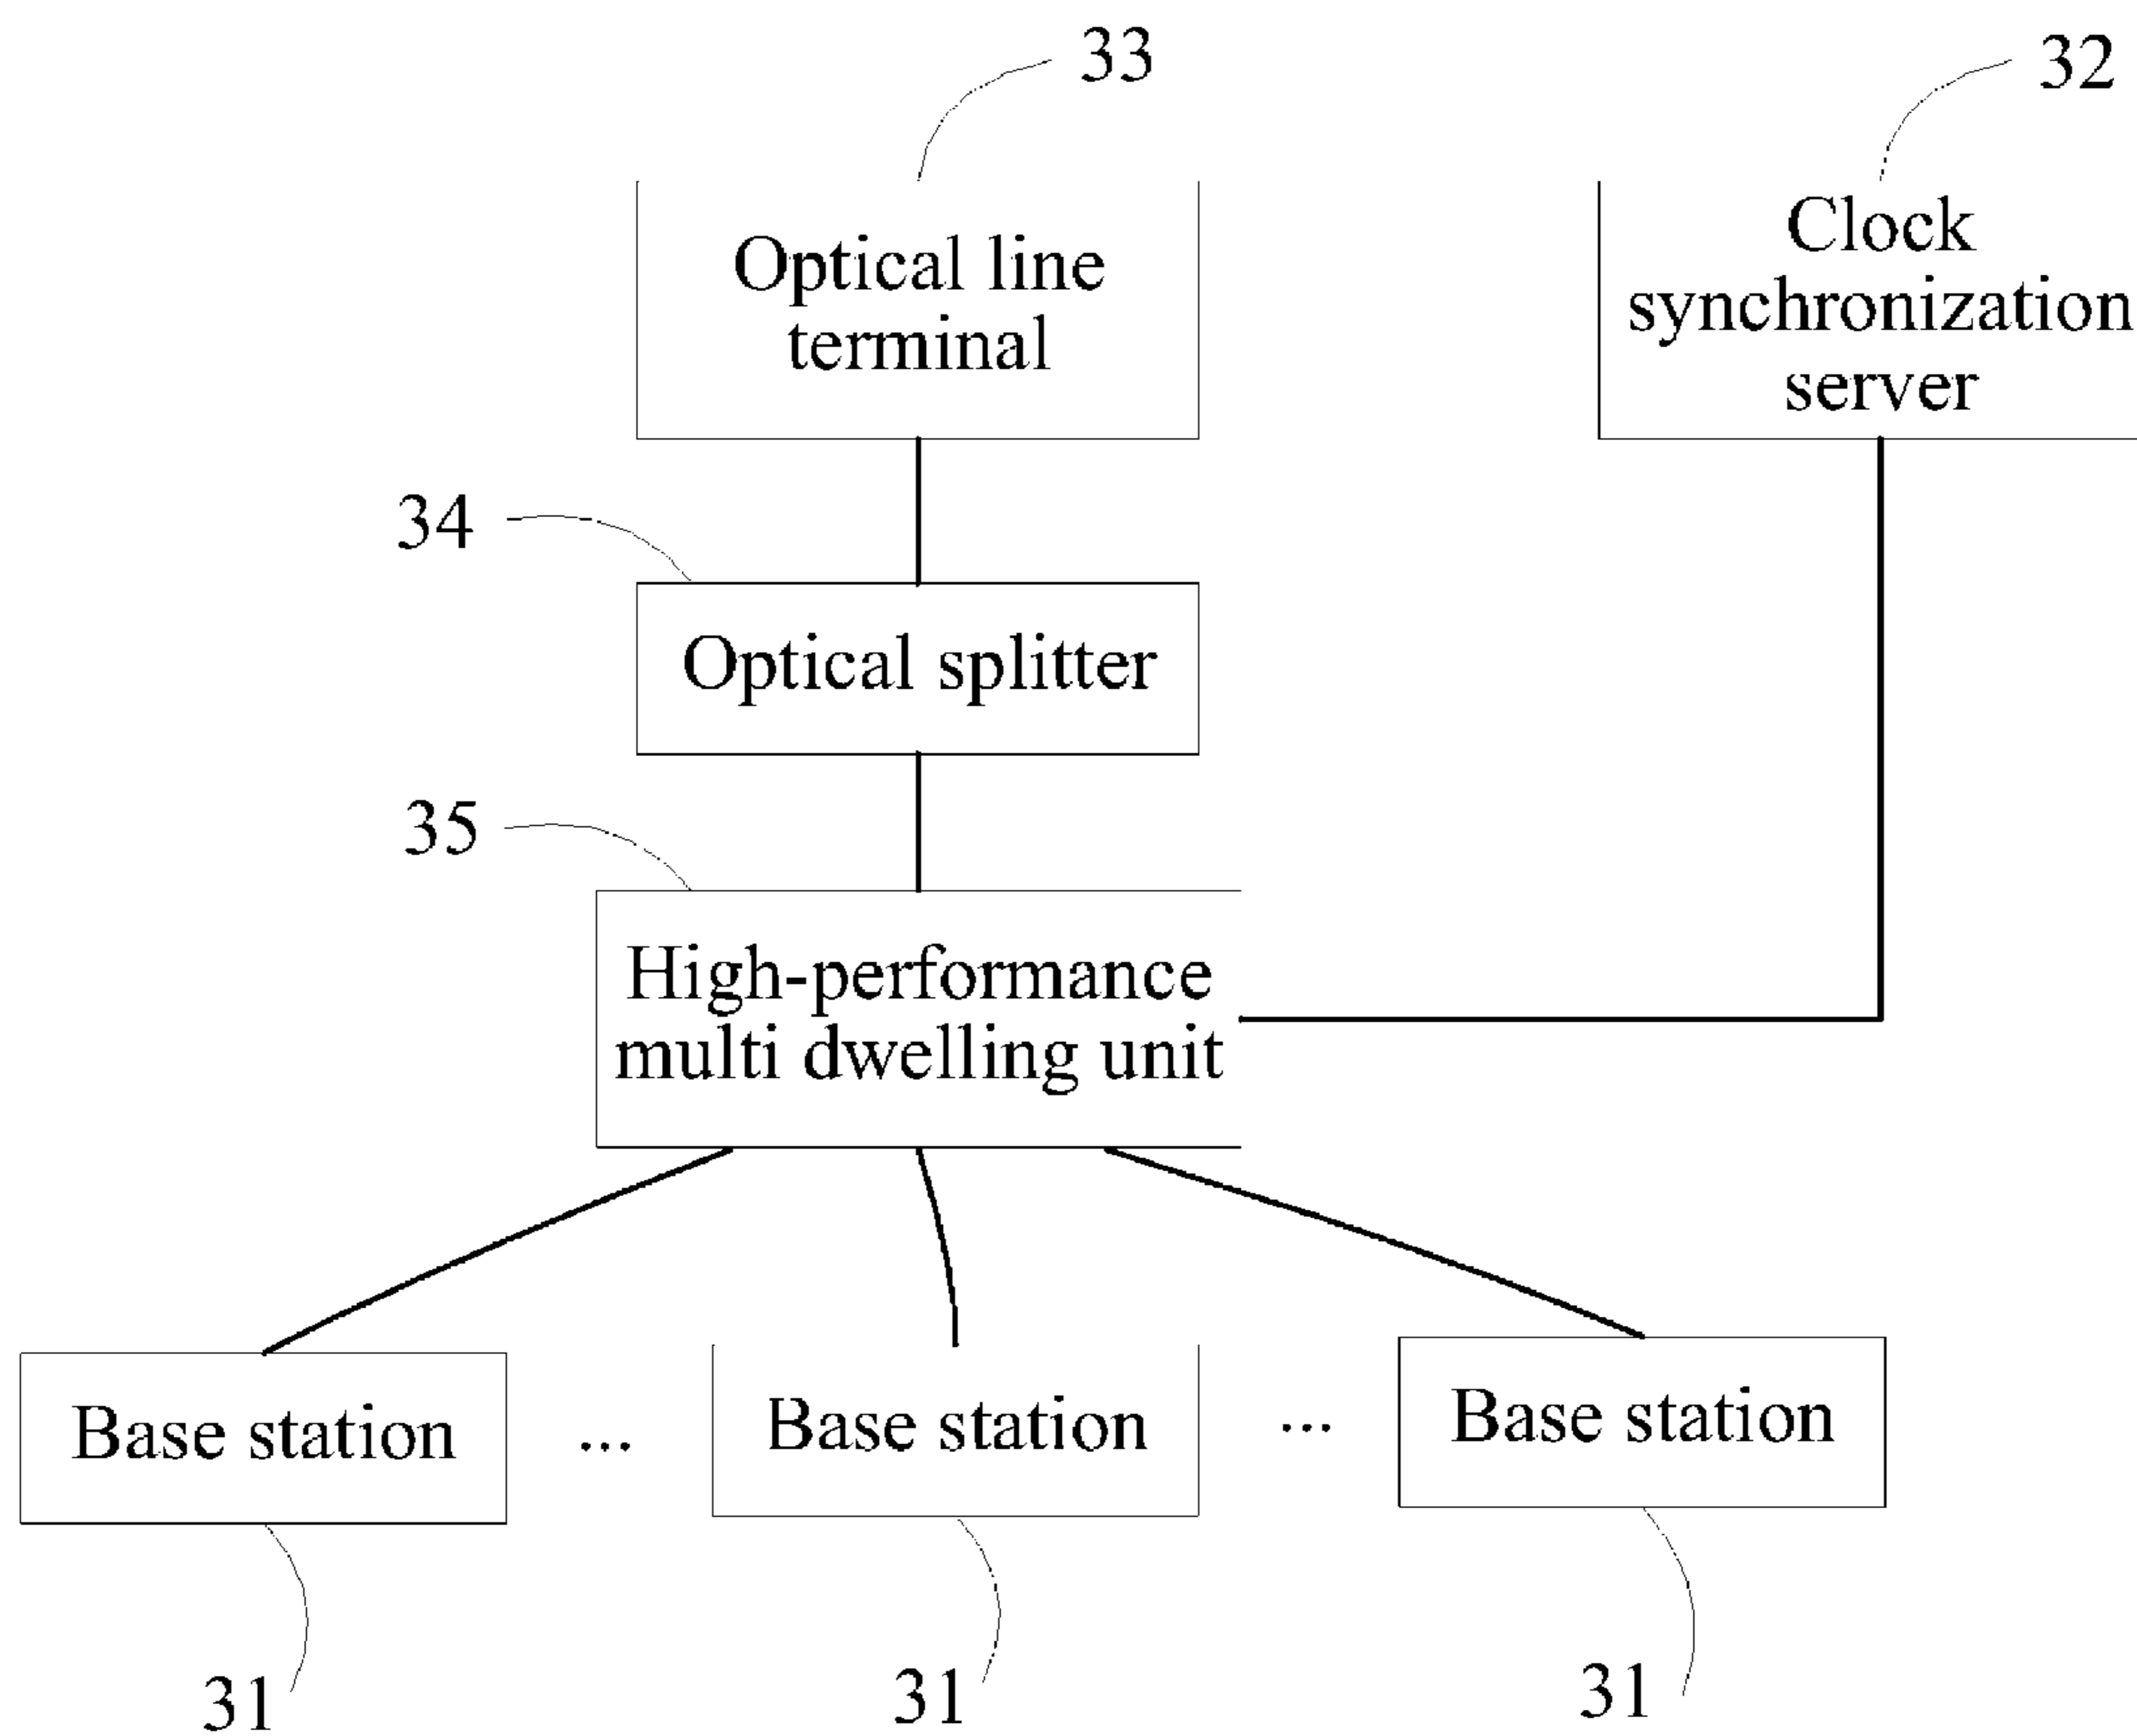 33
32
Optical line
terminal
Clock
synchronization
server
34
Optical splitter
35
High-performance
multi dwelling unit
Base station
...
Base station
...
Base station
31
31
31